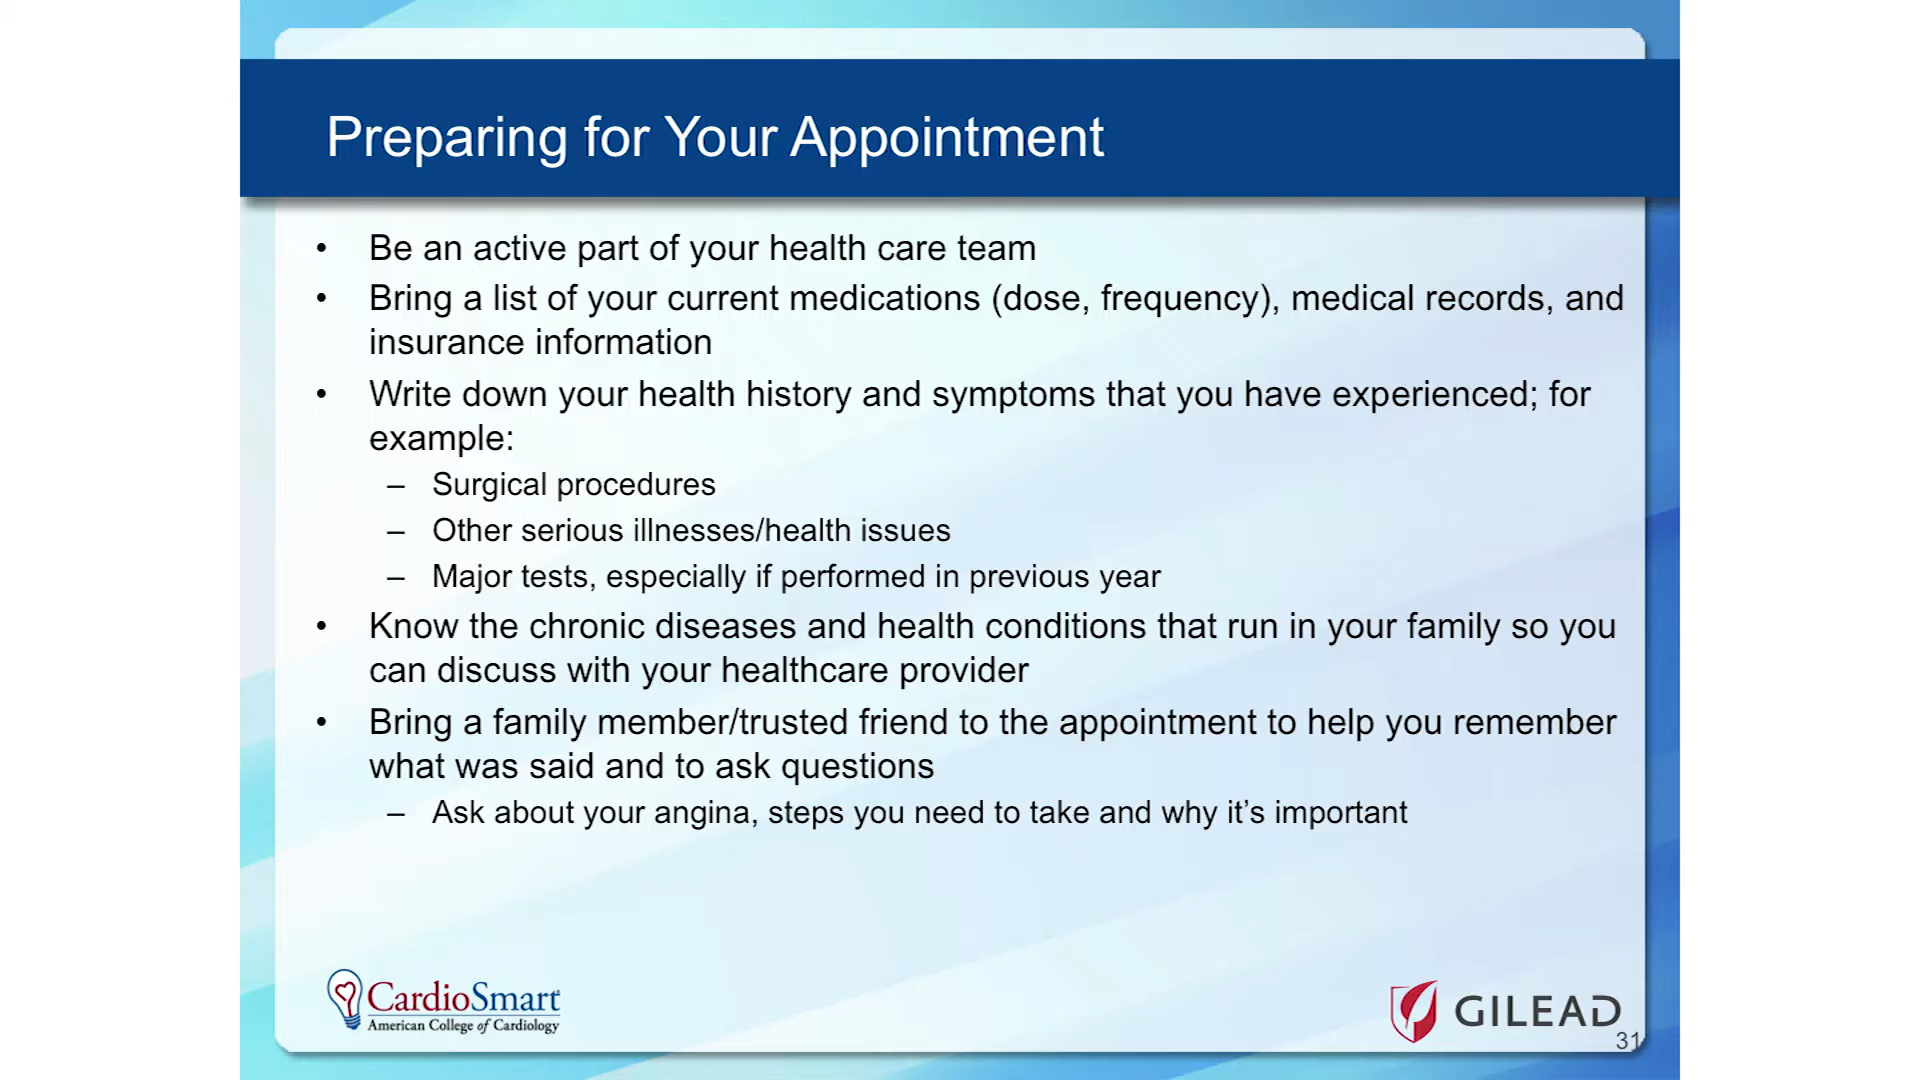 Preparing for Your Appointment
• Be an active part of your health care team
• Bring a list of your current medications (dose, frequency), medical records, and
insurance information
• Write down your health history and symptoms that you have experienced; for
example:
– Surgical procedures
– Other serious illnesses/health issues
– Major tests, especially if performed in previous year
• Know the chronic diseases and health conditions that run in your family so you
can discuss with your healthcare provider
• Bring a family member/trusted friend to the appointment to help you remember
what was said and to ask questions
– Ask about your angina, steps you need to take and why it’s important
CardioSmart
American College of Cardiology
GILEAD
31